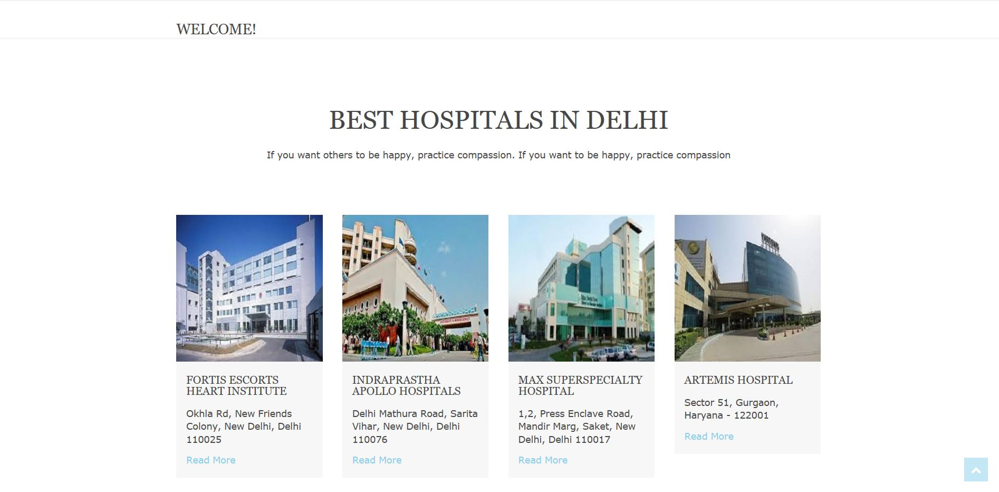 WELCOME!
BEST HOSPITALS IN DELHI
If you want others to be happy, practice compassion. If you want to be happy, practice compassion
ACCIDENT & EMERGENCY
FORTIS ESCORTS
HEART INSTITUTE
Okhla Rd, New Friends
Colony, New Delhi, Delhi
110025
Read More
INDRAPRASTHA
APOLLO HOSPITALS
Delhi Mathura Road, Sarita
Vihar, New Delhi, Delhi
110076
Read More
MAX SUPERSPECIALTY
HOSPITAL
1,2, Press Enclave Road,
Mandir Marg, Saket, New
Delhi, Delhi 110017
Read More
ARTEMIS HOSPITAL
Sector 51, Gurgaon,
Haryana - 122001
Read More